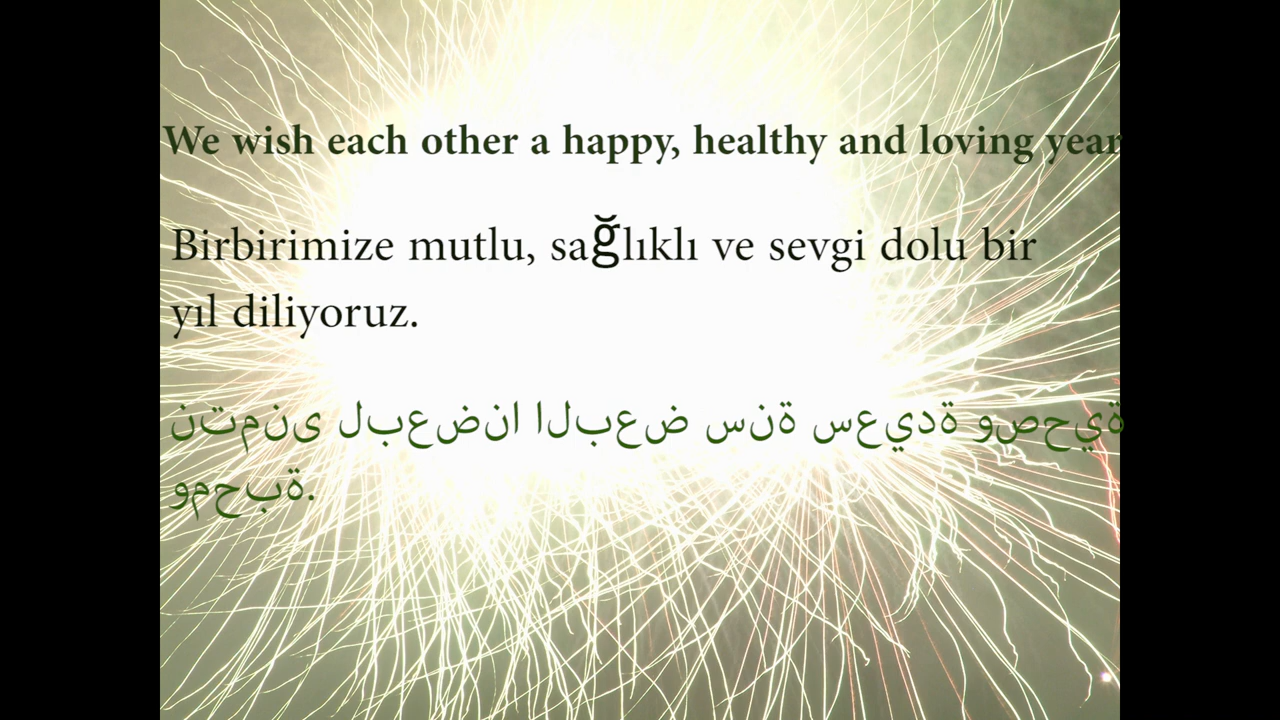 We wish each other a happy, healthy and loving year
Birbirimize mutlu, sağlıklı ve sevgi dolu bir
yıl diliyoruz.
نتمنى لبعضنا البعض سنة سعيدة وصحية
ومحبة.